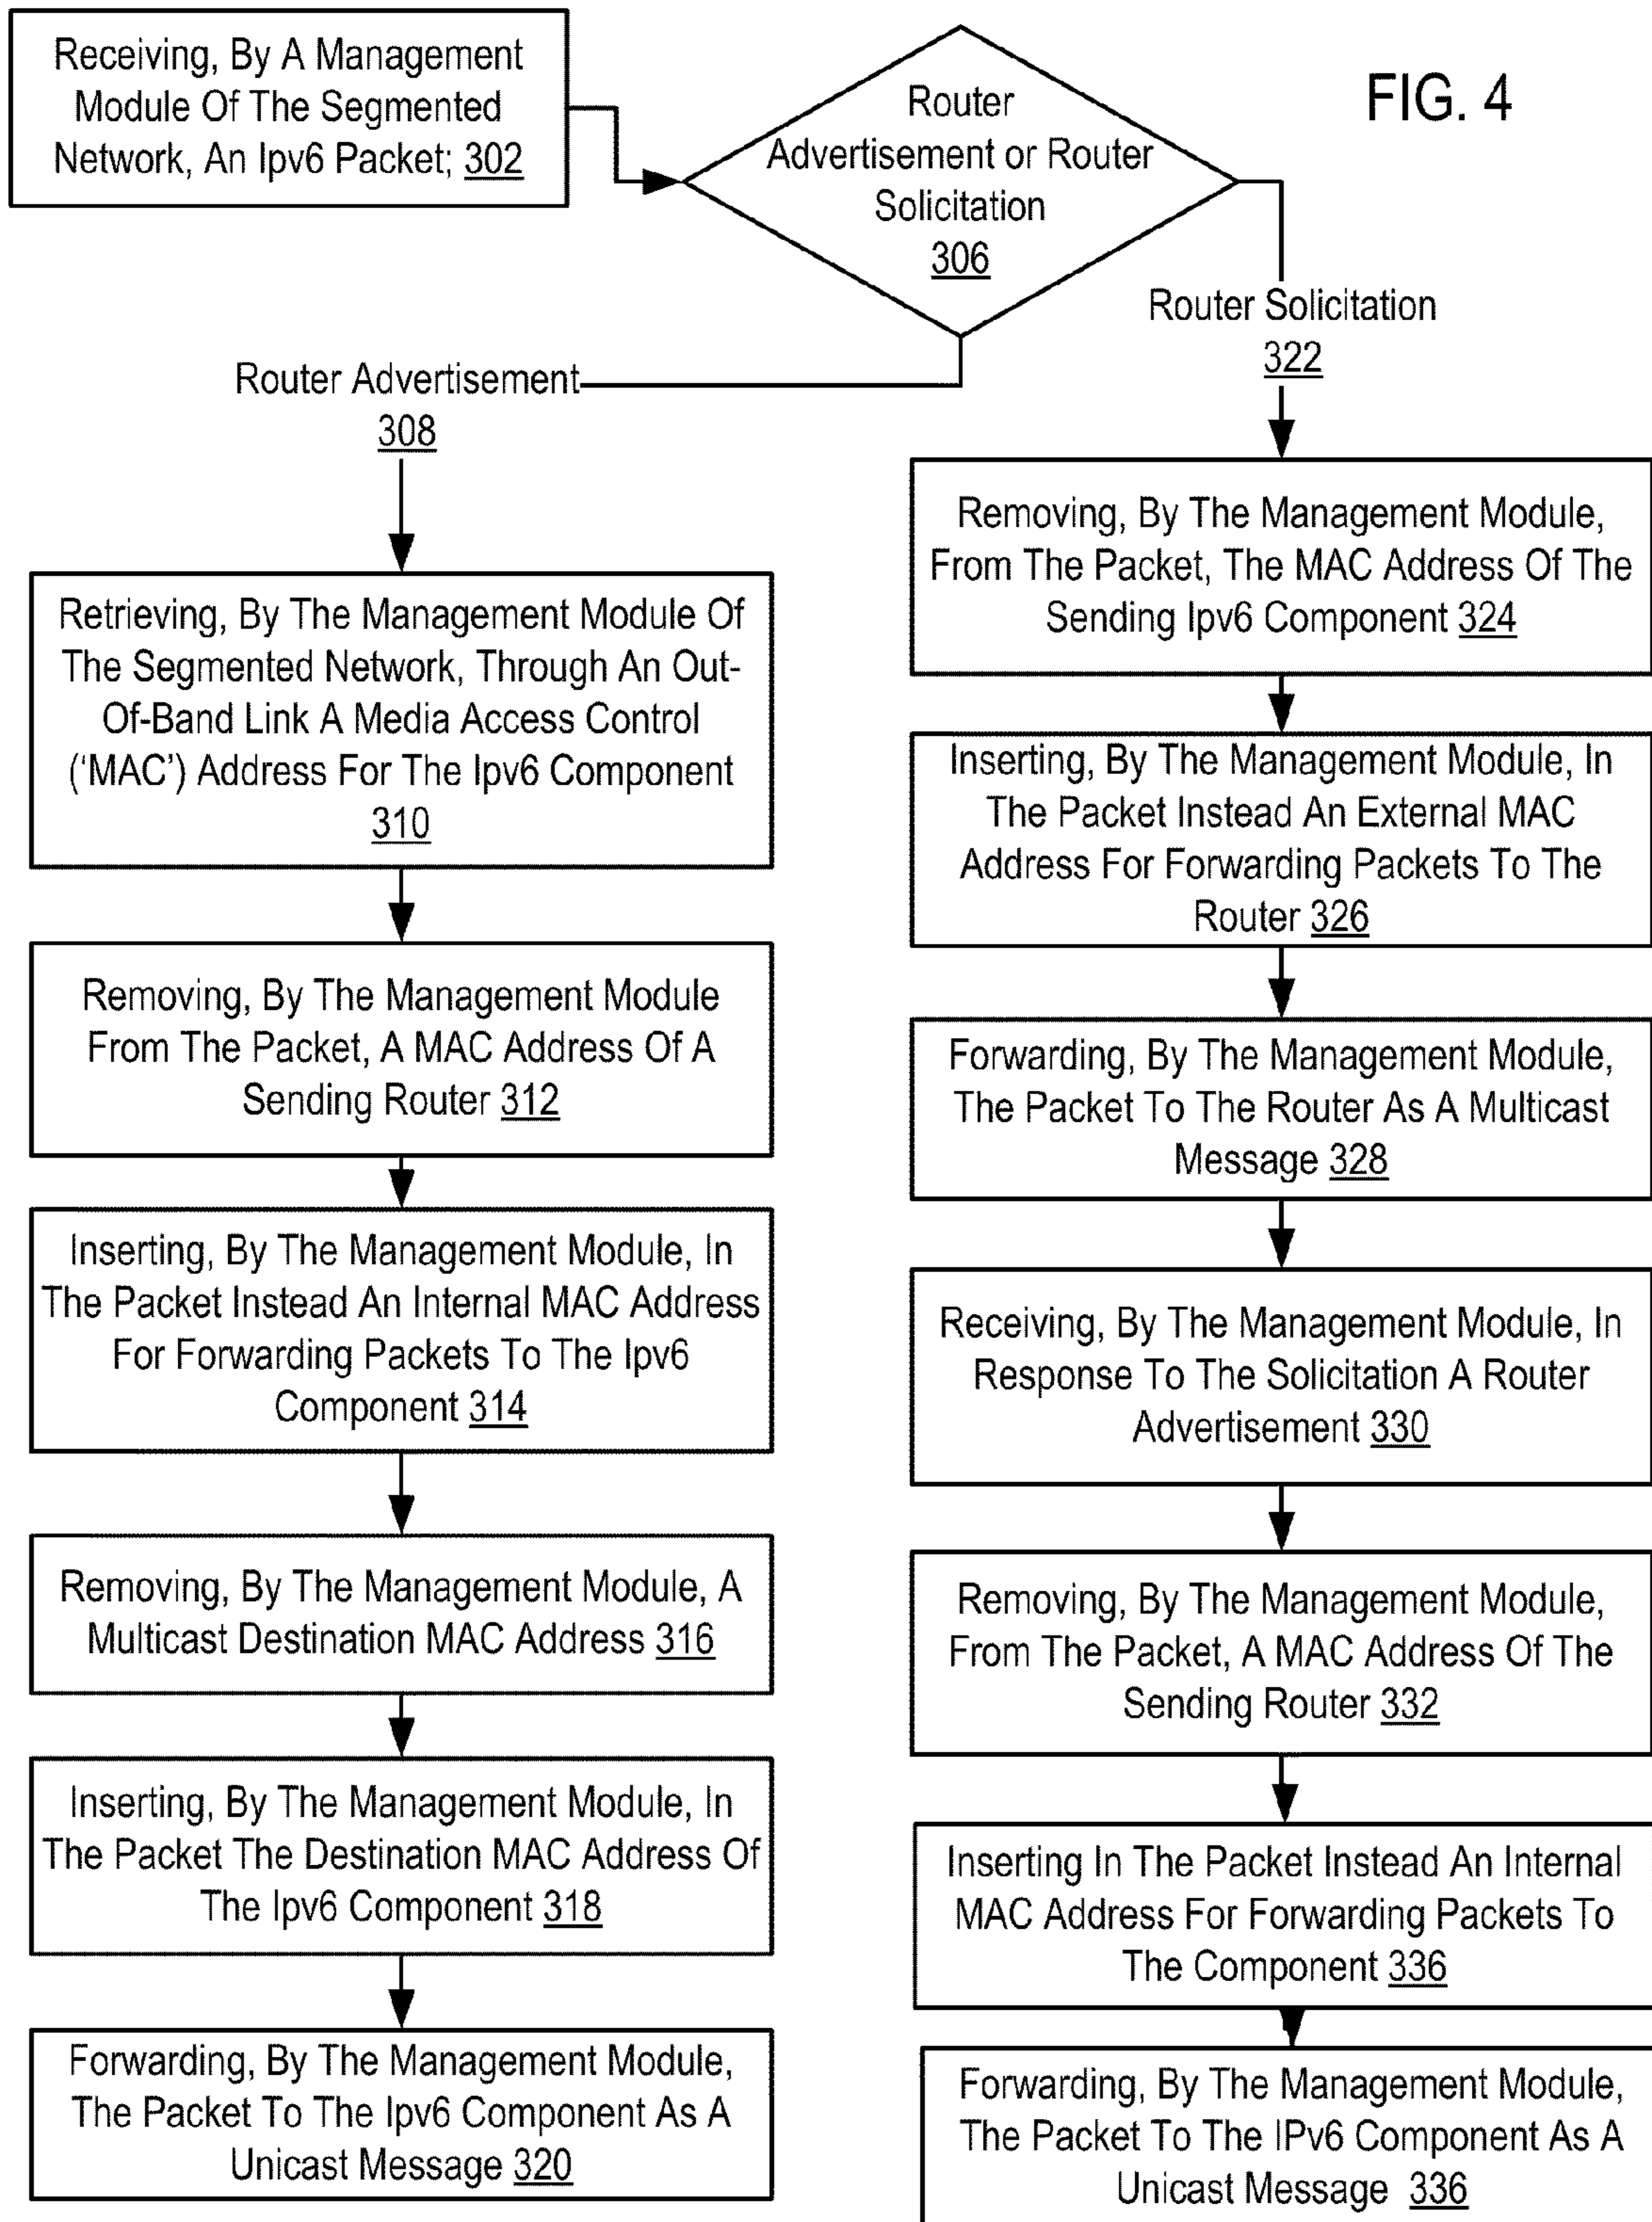 Receiving, By A Management
Module Of The Segmented
Network, An Ipv6 Packet; 302
Router
Advertisement or Router
Solicitation
306
FIG. 4
Router Advertisement
308
Retrieving, By The Management Module Of
The Segmented Network, Through An Out-
Of-Band Link A Media Access Control
(‘MAC’) Address For The Ipv6 Component
310
Removing, By The Management Module
From The Packet, A MAC Address Of A
Sending Router 312
Inserting, By The Management Module, In
The Packet Instead An Internal MAC Address
For Forwarding Packets To The Ipv6
Component 314
Removing, By The Management Module, A
Multicast Destination MAC Address 316
Inserting, By The Management Module, In
The Packet The Destination MAC Address Of
The Ipv6 Component 318
Forwarding, By The Management Module,
The Packet To The Ipv6 Component As A
Unicast Message 320
Router Solicitation
322
Removing, By The Management Module,
From The Packet, The MAC Address Of The
Sending Ipv6 Component 324
Inserting, By The Management Module, In
The Packet Instead An External MAC
Address For Forwarding Packets To The
Router 326
Forwarding, By The Management Module,
The Packet To The Router As A Multicast
Message 328
Receiving, By The Management Module, In
Response To The Solicitation A Router
Advertisement 330
Removing, By The Management Module,
From The Packet, A MAC Address Of The
Sending Router 332
Inserting In The Packet Instead An Internal
MAC Address For Forwarding Packets To
The Component 336
Forwarding, By The Management Module,
The Packet To The IPv6 Component As A
Unicast Message 336